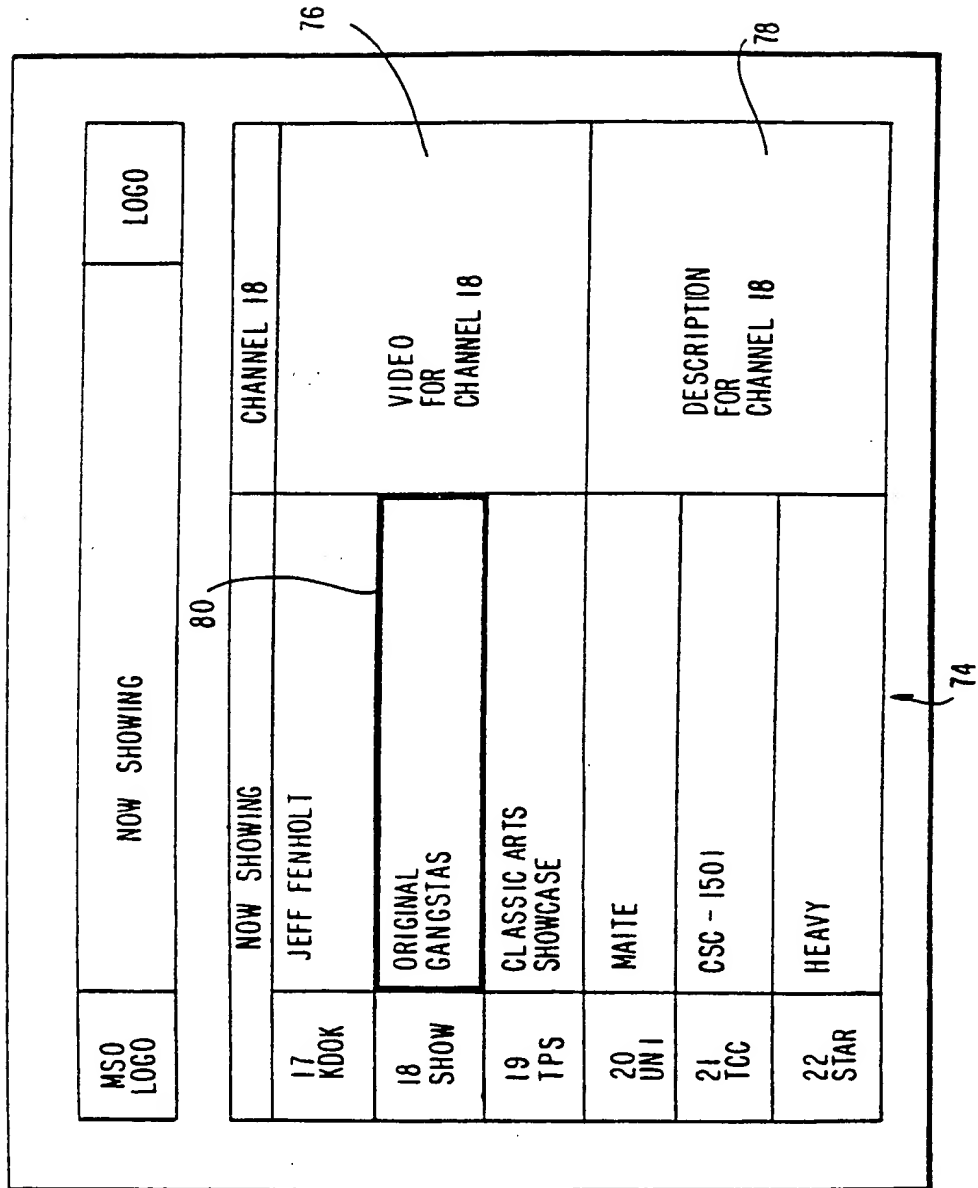 MSO
LOGO
NOW SHOWING
LOGO
NOW SHOWING
CHANNEL 18
17
KDOK
JEFF FENHOLT
18
SHOW
ORIGINAL
GANGSTAS
19
TPS
CLASSIC ARTS
SHOWCASE
20
UNI
MAITE
21
TCC
CSC-1501
22
STAR
HEAVY
VIDEO
FOR
CHANNEL 18
DESCRIPTION
FOR
CHANNEL 18
80
76
78
74